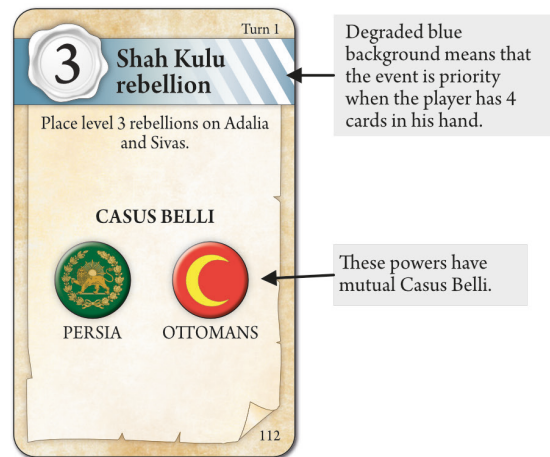 Turn 1
3
Shah Kulu
rebellion
Place level 3 rebellions on Adalia
and Sivas.
CASUS BELLI
PERSIA
OTTOMANS
112
Degraded blue
background means that
the event is priority
when the player has 4
cards in his hand.
These powers have
mutual Casus Belli.